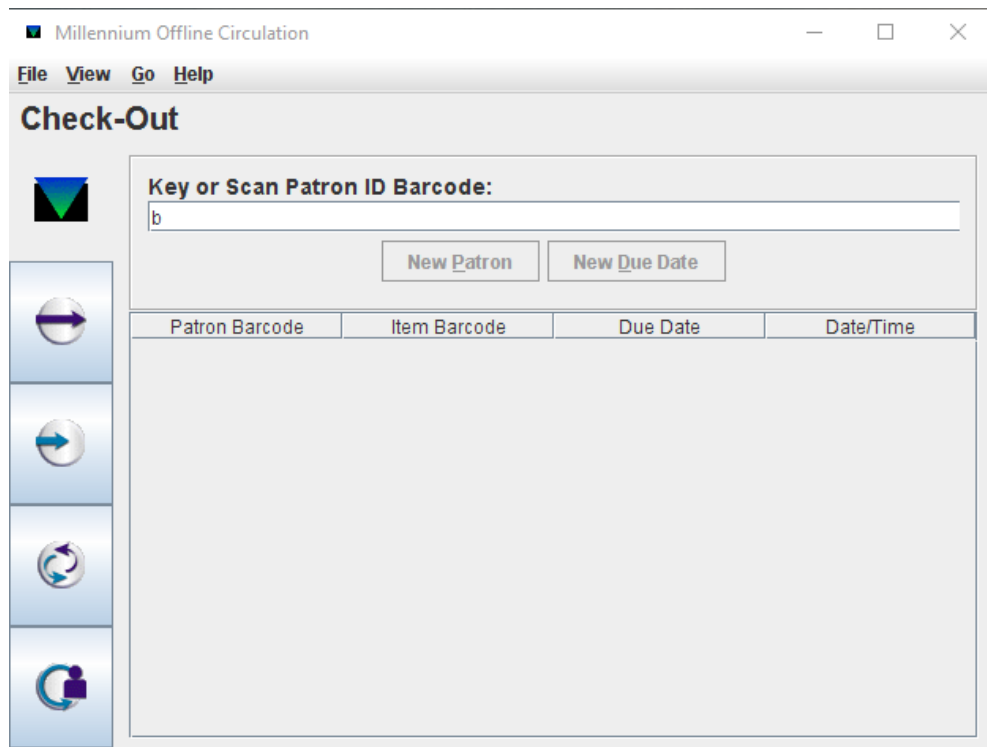 Millennium Offline Circulation
File View Go Help
Check-Out
Key or Scan Patron ID Barcode:
b
New Patron New Due Date
Patron Barcode Item Barcode Due Date Date/Time